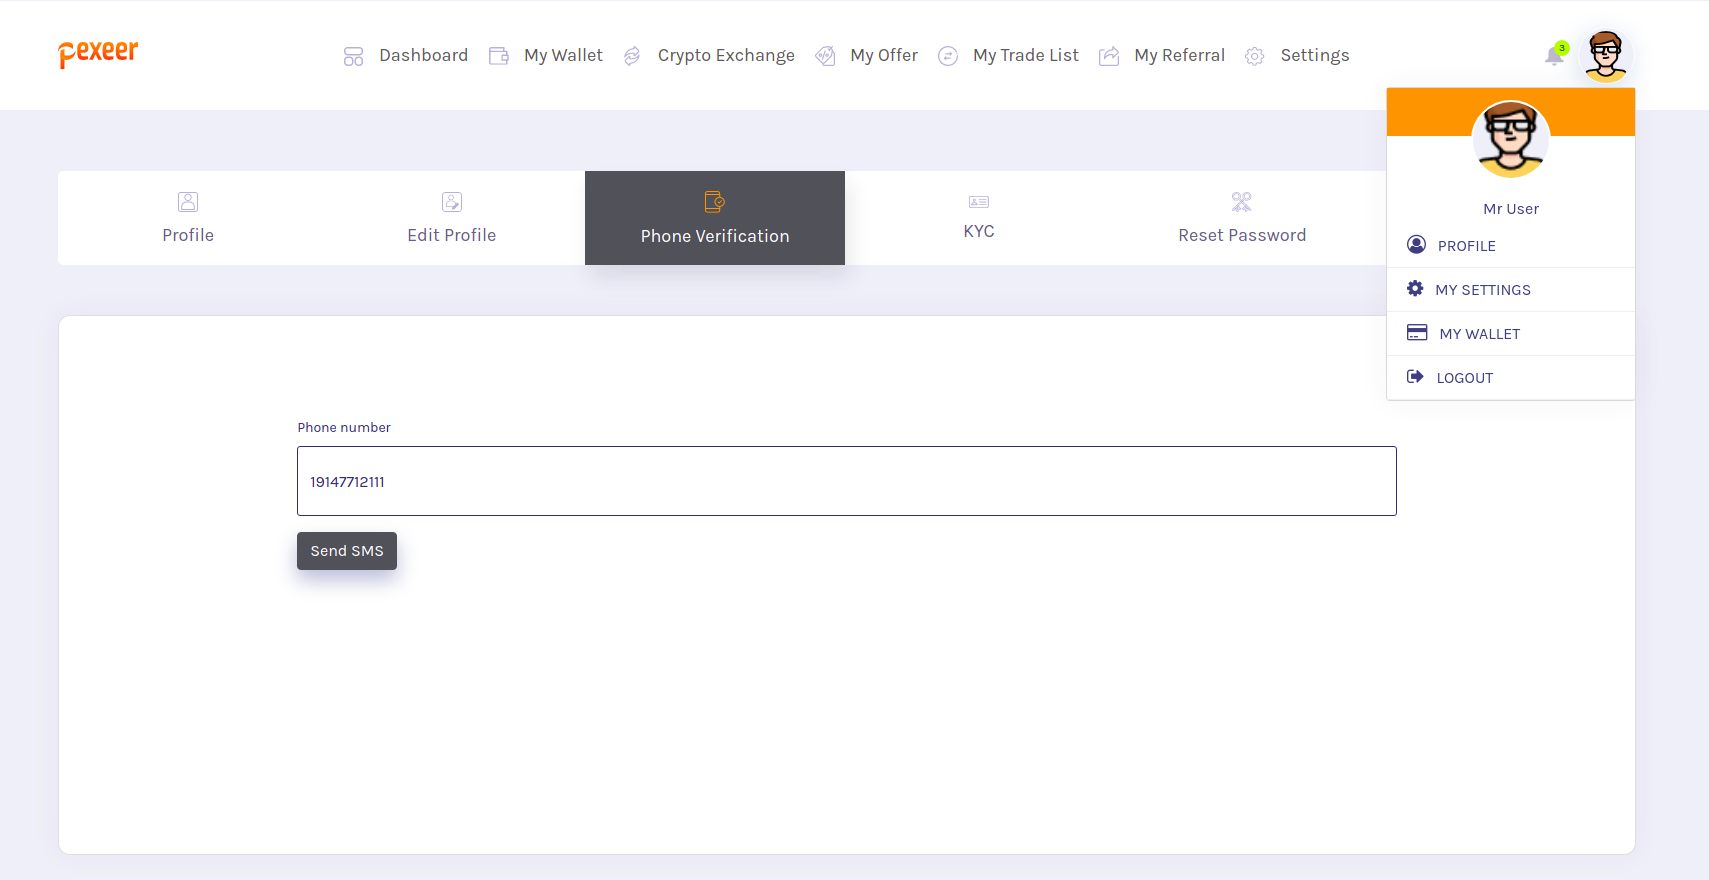 pexeer
Dashboard
My Wallet
Crypto Exchange
My Offer
My Trade List
My Referral
Settings
3
Profile
Edit Profile
Phone Verification
KYC
Reset Password
Mr User
PROFILE
MY SETTINGS
MY WALLET
LOGOUT
Phone number
19147712111
Send SMS